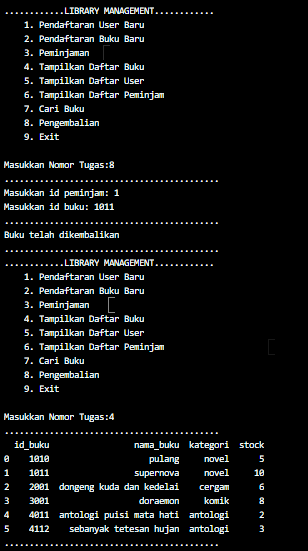 ............LIBRARY MANAGEMENT............
1. Pendaftaran User Baru
2. Pendaftaran Buku Baru
3. Peminjaman
4. Tampilkan Daftar Buku
5. Tampilkan Daftar User
6. Tampilkan Daftar Peminjam
7. Cari Buku
8. Pengembalian
9. Exit
Masukkan Nomor Tugas:8
...........................................
Masukkan id peminjam: 1
Masukkan id buku: 1011
...........................................
Buku telah dikembalikan
...........................................
............LIBRARY MANAGEMENT............
1. Pendaftaran User Baru
2. Pendaftaran Buku Baru
3. Peminjaman
4. Tampilkan Daftar Buku
5. Tampilkan Daftar User
6. Tampilkan Daftar Peminjam
7. Cari Buku
8. Pengembalian
9. Exit
Masukkan Nomor Tugas:4
...........................................
id_buku nama_buku kategori stock
0 1010 pulang novel 5
1 1011 supernova novel 10
2 2001 dongeng kuda dan kedelai cergam 6
3 3001 doraemon komik 8
4 4011 antologi puisi mata hati antologi 2
5 4112 sebanyak tetesan hujan antologi 3
...........................................